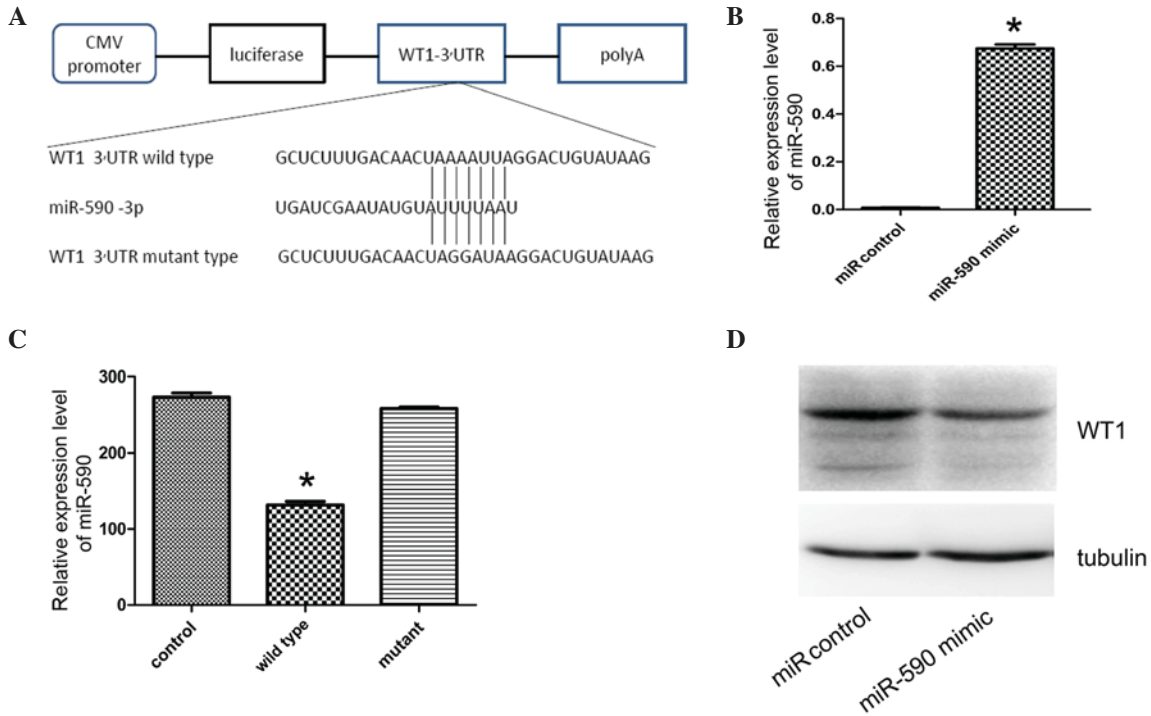 A
CMV promoter
luciferase
WT1-3'UTR
polyA
WT1 3'UTR wild type
GCUCUUUGACAACUAAAAUUAGGACUGUAUAAG
miR-590 -3p
UGAUCGAAUAUGUAUUUUAAU
WT1 3'UTR mutant type
GCUCUUUGACAACUAGGAUAAGGACUGUAUAAG
B
Relative expression level
of miR-590
0.8
0.6
0.4
0.2
0.0
*
miR control
miR-590 mimic
C
Relative expression level
of miR-590
300
200
100
0
*
control
wild type
mutant
D
WT1
tubulin
miR control
miR-590 mimic